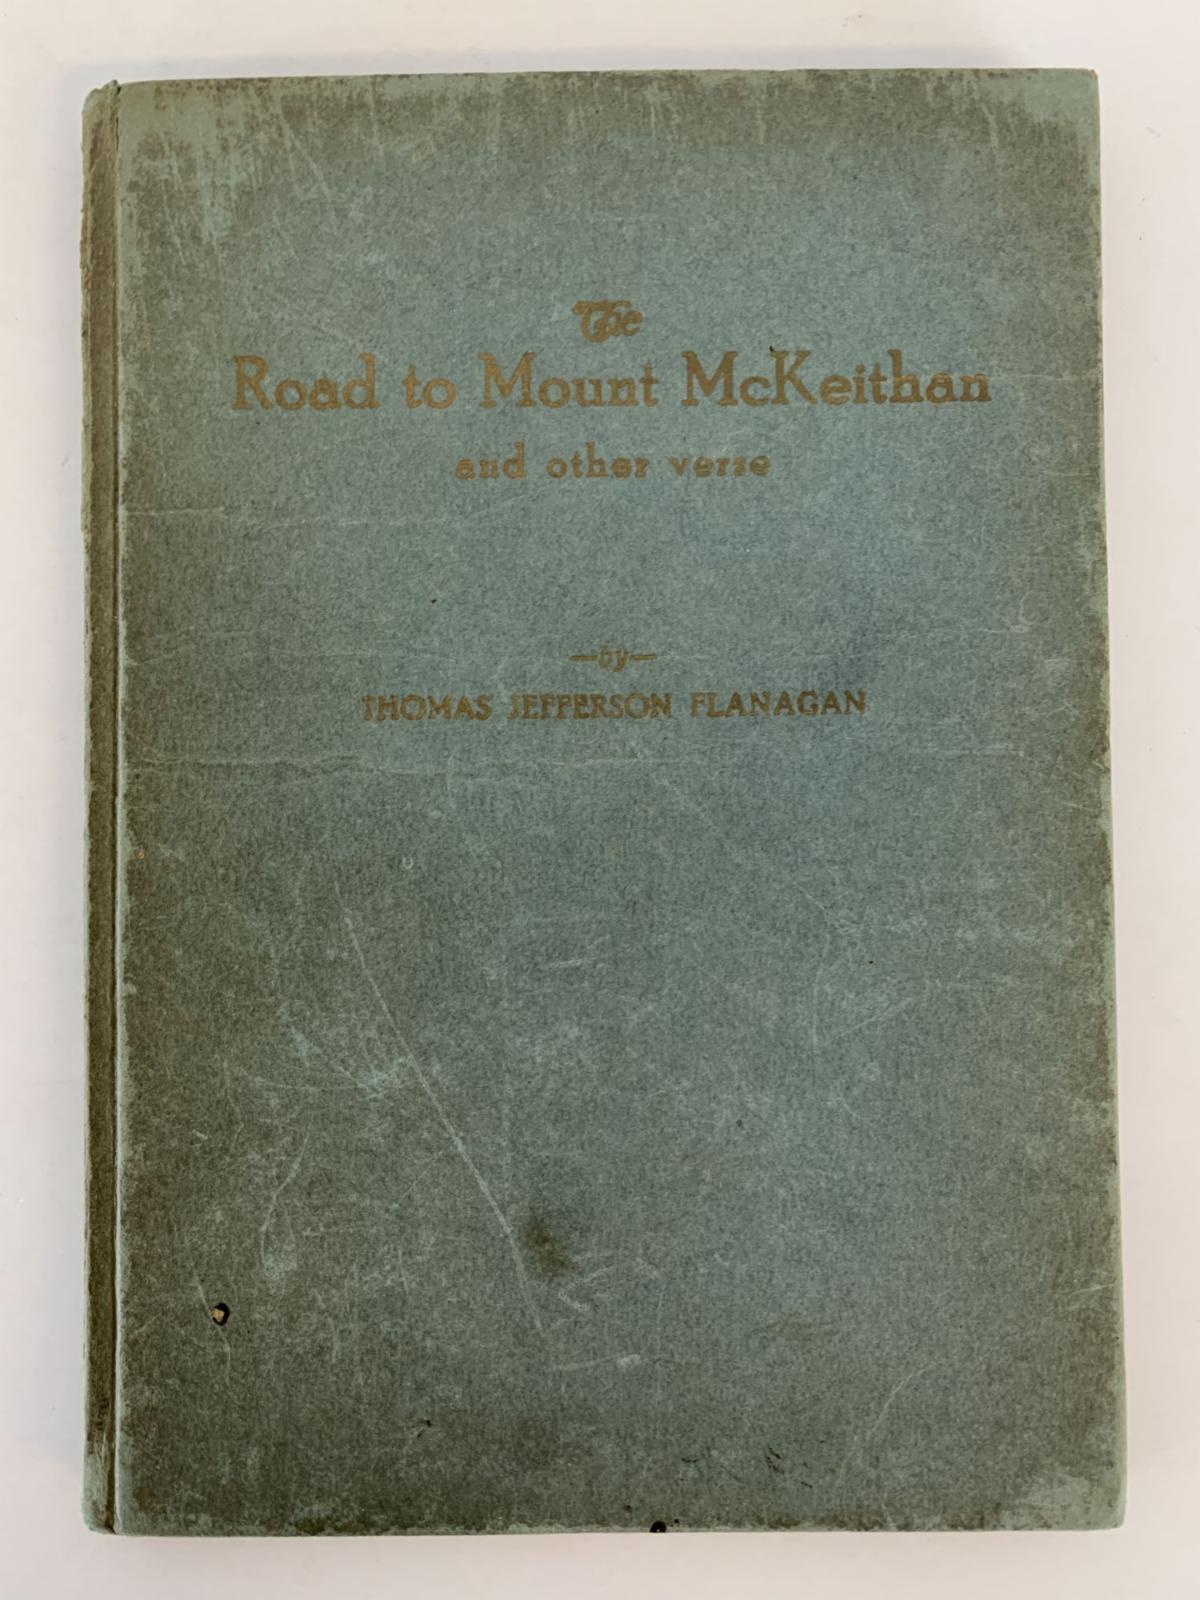 The
Road to Mount McKeithan
and other verse
—by—
THOMAS JEFFERSON FLANAGAN